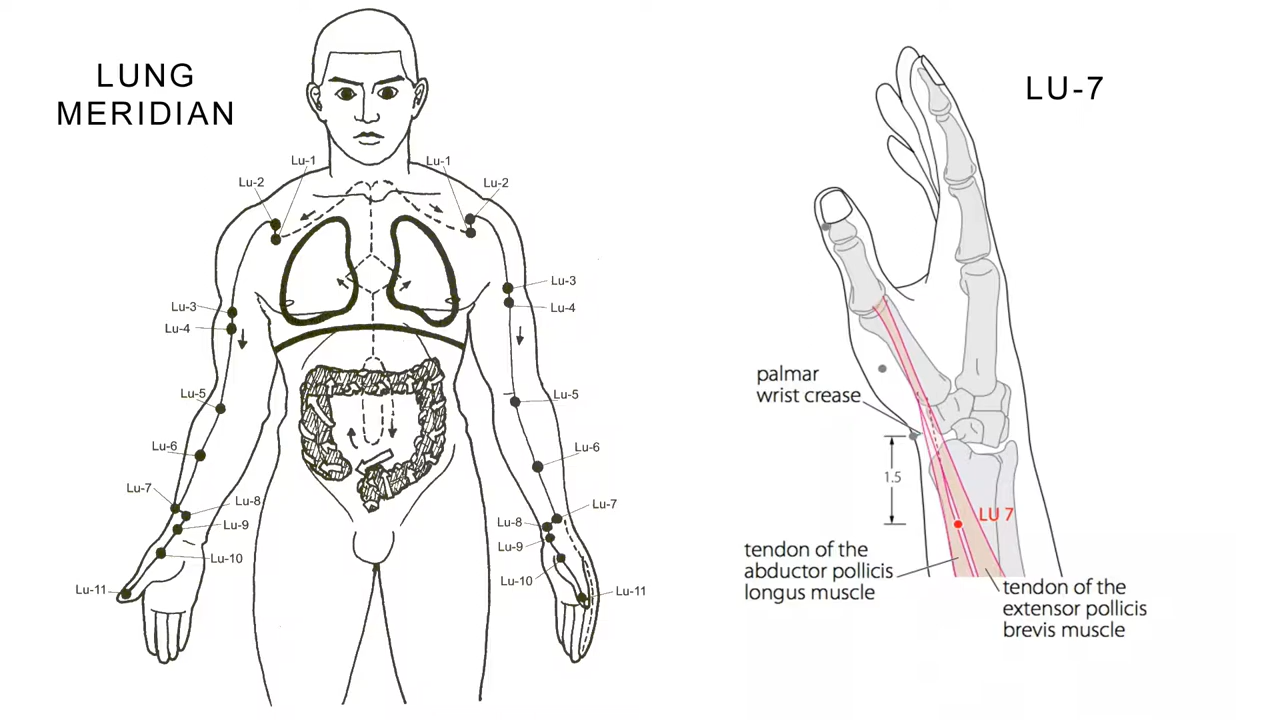 LUNG
MERIDIAN
Lu-1
Lu-1
Lu-2
Lu-2
Lu-3
Lu-3
Lu-4
Lu-4
Lu-5
Lu-5
Lu-6
Lu-6
Lu-7
Lu-7
Lu-8
Lu-8
Lu-9
Lu-9
Lu-10
Lu-10
Lu-11
Lu-11
LU-7
palmar
wrist crease
1.5
LU 7
tendon of the
abductor pollicis
longus muscle
tendon of the
extensor pollicis
brevis muscle